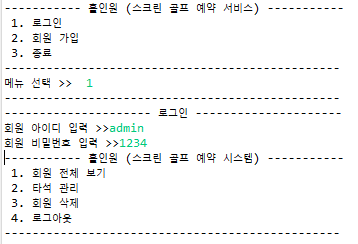 ----------- 홀인원 (스크린 골프 예약 서비스) -----------
1. 로그인
2. 회원 가입
3. 종료
------------------------------------------------
메뉴 선택 >> 1
------------------------------------------------
--------------------- 로그인 --------------------
회원 아이디 입력 >>admin
회원 비밀번호 입력 >>1234
----------- 홀인원 (스크린 골프 예약 시스템) -----------
1. 회원 전체 보기
2. 타석 관리
3. 회원 삭제
4. 로그아웃
------------------------------------------------